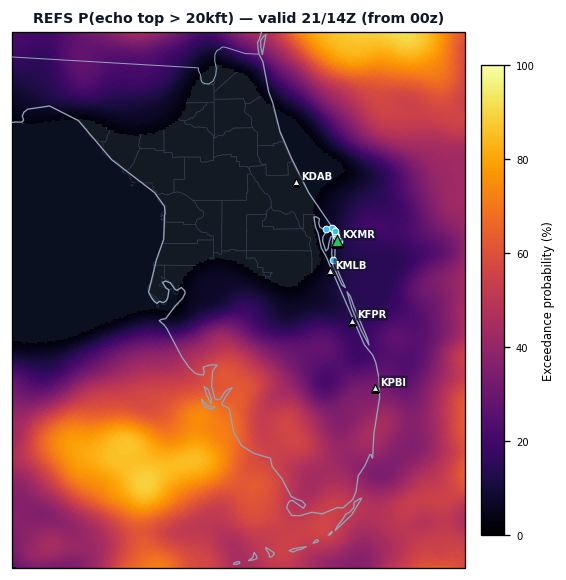 REFS P(echo top > 20kft) — valid 21/14Z (from 00z)
KDAB
KXMR
KMLB
KFPR
KPBI
100
80
60
40
20
0
Exceedance probability (%)